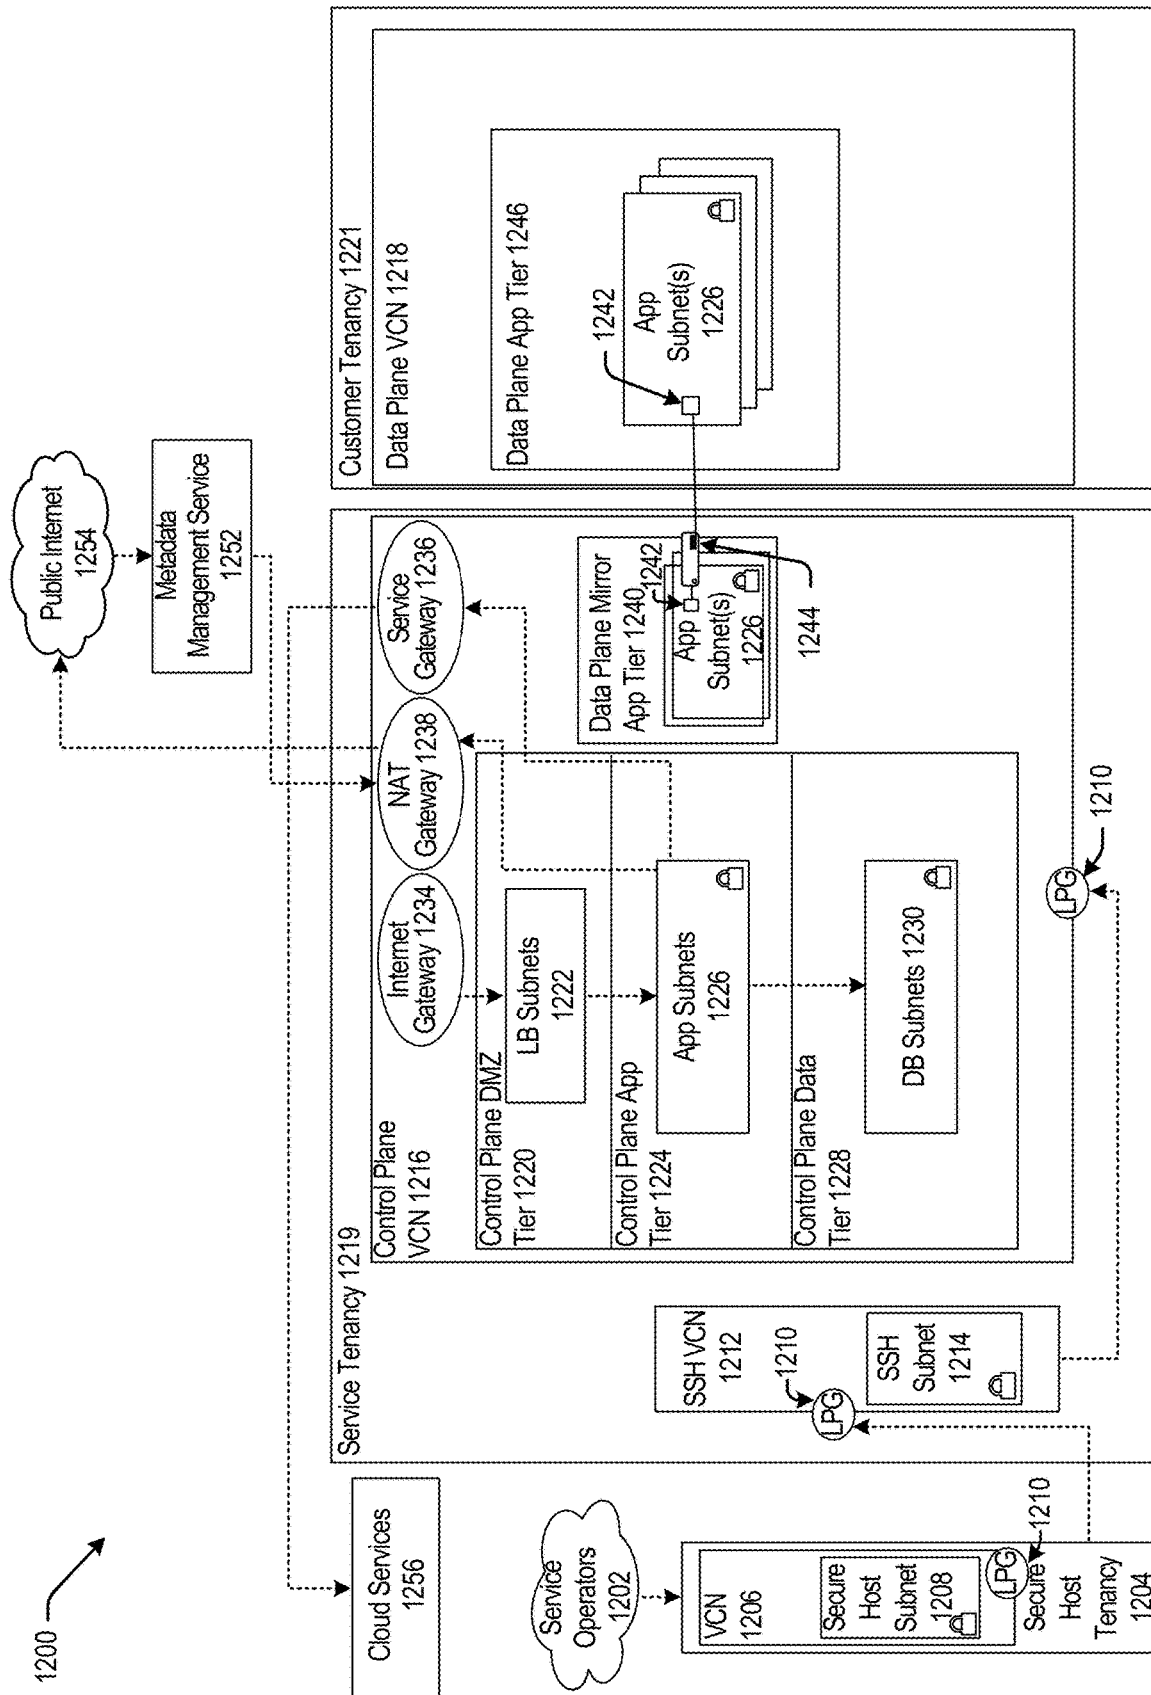 1200
Cloud Services
1256
Service
Operators
1202
VCN
1206
Secure
Host
Subnet
1208
LPG
1210
Secure
Host
Tenancy
1204
Service Tenancy 1219
SSH VCN
1212
1210
LPG
SSH
Subnet
1214
Control Plane
VCN 1216
Internet
Gateway 1234
NAT
Gateway 1238
Service
Gateway 1236
Control Plane DMZ
Tier 1220
LB Subnets
1222
Control Plane App
Tier 1224
App Subnets
1226
Control Plane Data
Tier 1228
DB Subnets 1230
LPG
1210
Data Plane Mirror
App Tier 1240
1242
App
Subnet(s)
1226
1244
Public Internet
1254
Metadata
Management Service
1252
Customer Tenancy 1221
Data Plane VCN 1218
Data Plane App Tier 1246
1242
App
Subnet(s)
1226